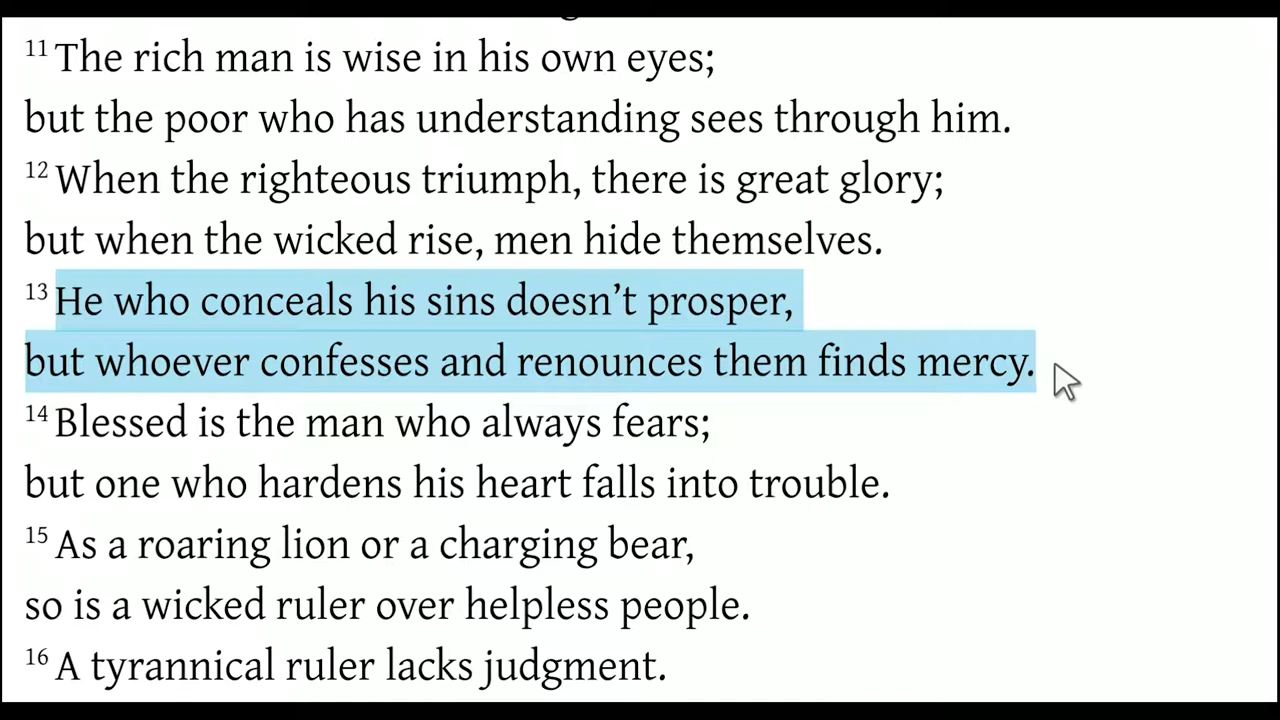 11 The rich man is wise in his own eyes;
but the poor who has understanding sees through him.
12 When the righteous triumph, there is great glory;
but when the wicked rise, men hide themselves.
13 He who conceals his sins doesn’t prosper,
but whoever confesses and renounces them finds mercy.
14 Blessed is the man who always fears;
but one who hardens his heart falls into trouble.
15 As a roaring lion or a charging bear,
so is a wicked ruler over helpless people.
16 A tyrannical ruler lacks judgment.